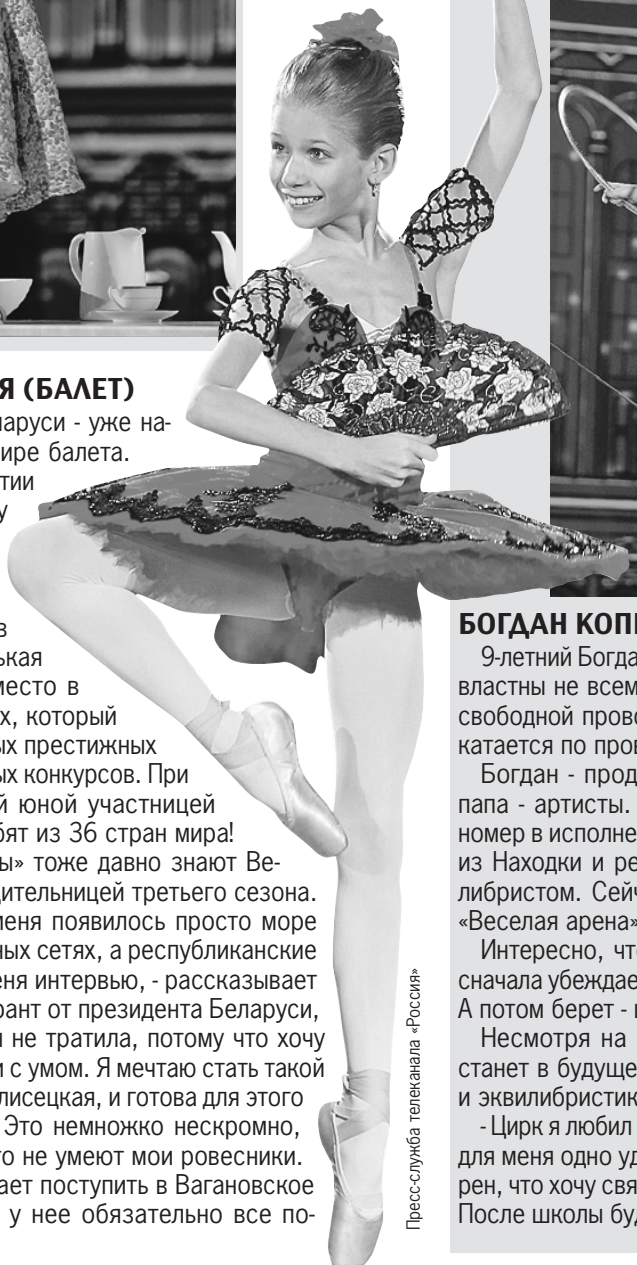 Я (БАЛЕТ)
аруси - уже на-
ире балета.
тии
у
в
ькая
место в
х, который
ых престижных
ых конкурсов. При
й юной участницей
бят из 36 стран мира!
ы» тоже давно знают Ве-
дительницей третьего сезона.
меня появилось просто море
ных сетях, а республиканские
еня интервью, - рассказывает
рант от президента Беларуси,
и не тратила, потому что хочу
и с умом. Я мечтаю стать такой
лисецкая, и готова для этого
Это немножко нескромно,
то не умеют мои ровесники.
ает поступить в Вагановское
у нее обязательно все по-
Пресс-служба телеканала «Россия»
БОГДАН КОП
9-летний Богда
властны не всем
свободной прово
катается по пров
Богдан - прод
папа - артисты.
номер в исполне
из Находки и ре
либристом. Сейч
«Веселая арена»
Интересно, что
сначала убеждае
А потом берет -
Несмотря на
станет в будуще
и эквилибристик
- Цирк я любил
для меня одно уд
рен, что хочу свя
После школы буд